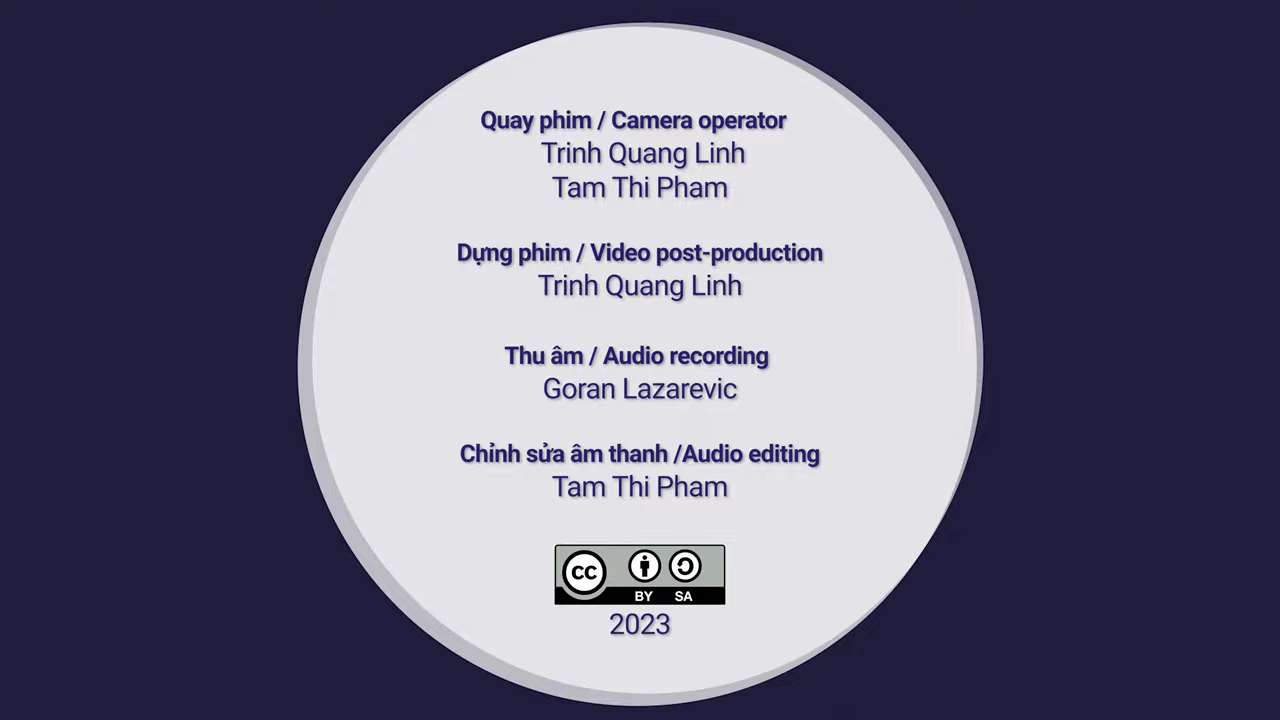 Quay phim / Camera operator
Trinh Quang Linh
Tam Thi Pham
Dựng phim / Video post-production
Trinh Quang Linh
Thu âm / Audio recording
Goran Lazarevic
Chỉnh sửa âm thanh /Audio editing
Tam Thi Pham
cc
BY SA
2023